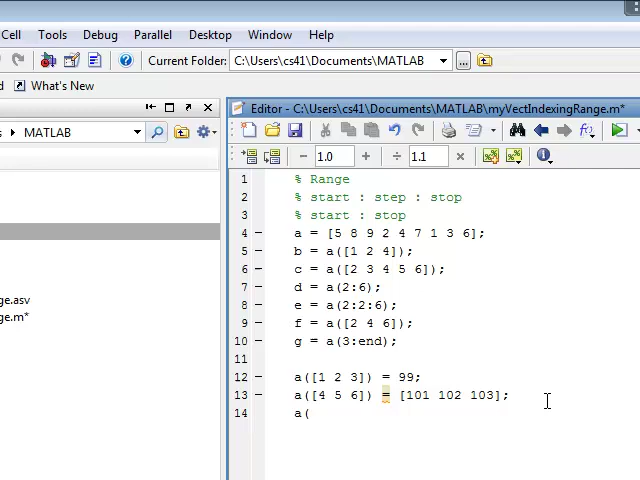 Cell Tools Debug Parallel Desktop Window Help
Current Folder: C:\Users\cs41\Documents\MATLAB ...
What's New
MATLAB
Editor - C:\Users\cs41\Documents\MATLAB\myVectIndexingRange.m*
− 1.0 + ÷ 1.1 ×
1 % Range
2 % start : step : stop
3 % start : stop
4 − a = [5 8 9 2 4 7 1 3 6];
5 − b = a([1 2 4]);
6 − c = a([2 3 4 5 6]);
7 − d = a(2:6);
8 − e = a(2:2:6);
9 − f = a([2 4 6]);
10 − g = a(3:end);
11
12 − a([1 2 3]) = 99;
13 − a([4 5 6]) = [101 102 103];
14 a(
ge.asv
ge.m*